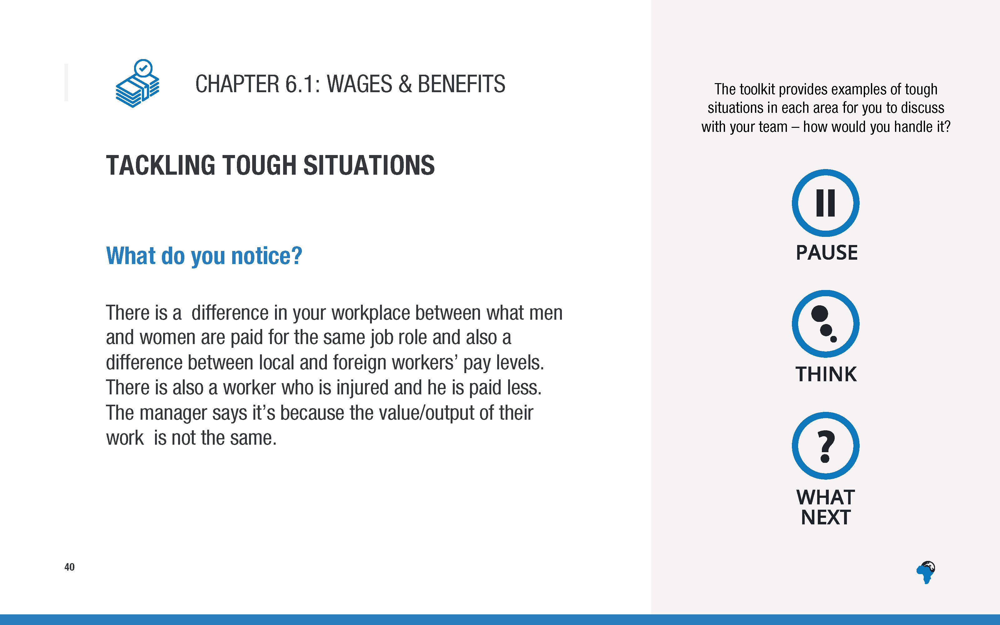 CHAPTER 6.1: WAGES & BENEFITS
TACKLING TOUGH SITUATIONS
What do you notice?
There is a difference in your workplace between what men
and women are paid for the same job role and also a
difference between local and foreign workers’ pay levels.
There is also a worker who is injured and he is paid less.
The manager says it’s because the value/output of their
work is not the same.
The toolkit provides examples of tough
situations in each area for you to discuss
with your team – how would you handle it?
PAUSE
THINK
?
WHAT
NEXT
40